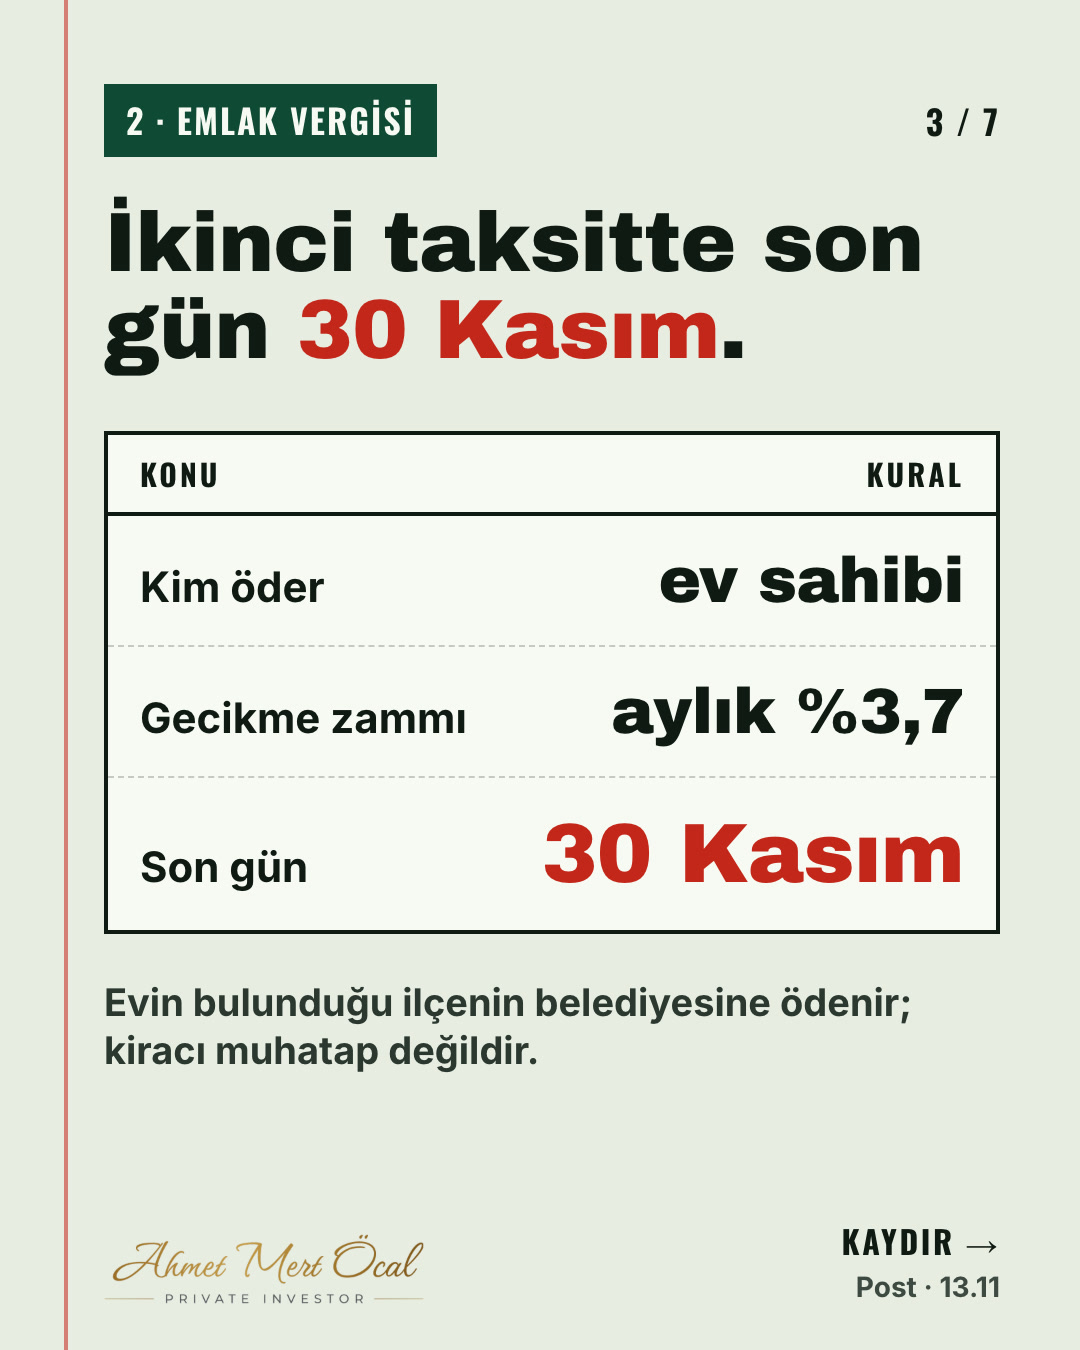 2 · EMLAK VERGİSİ
3 / 7
İkinci taksitte son
gün 30 Kasım.
KONU KURAL
Kim öder ev sahibi
Gecikme zammı aylık %3,7
Son gün 30 Kasım
Evin bulunduğu ilçenin belediyesine ödenir;
kiracı muhatap değildir.
Ahmet Mert Öcal
PRIVATE INVESTOR
KAYDIR →
Post · 13.11